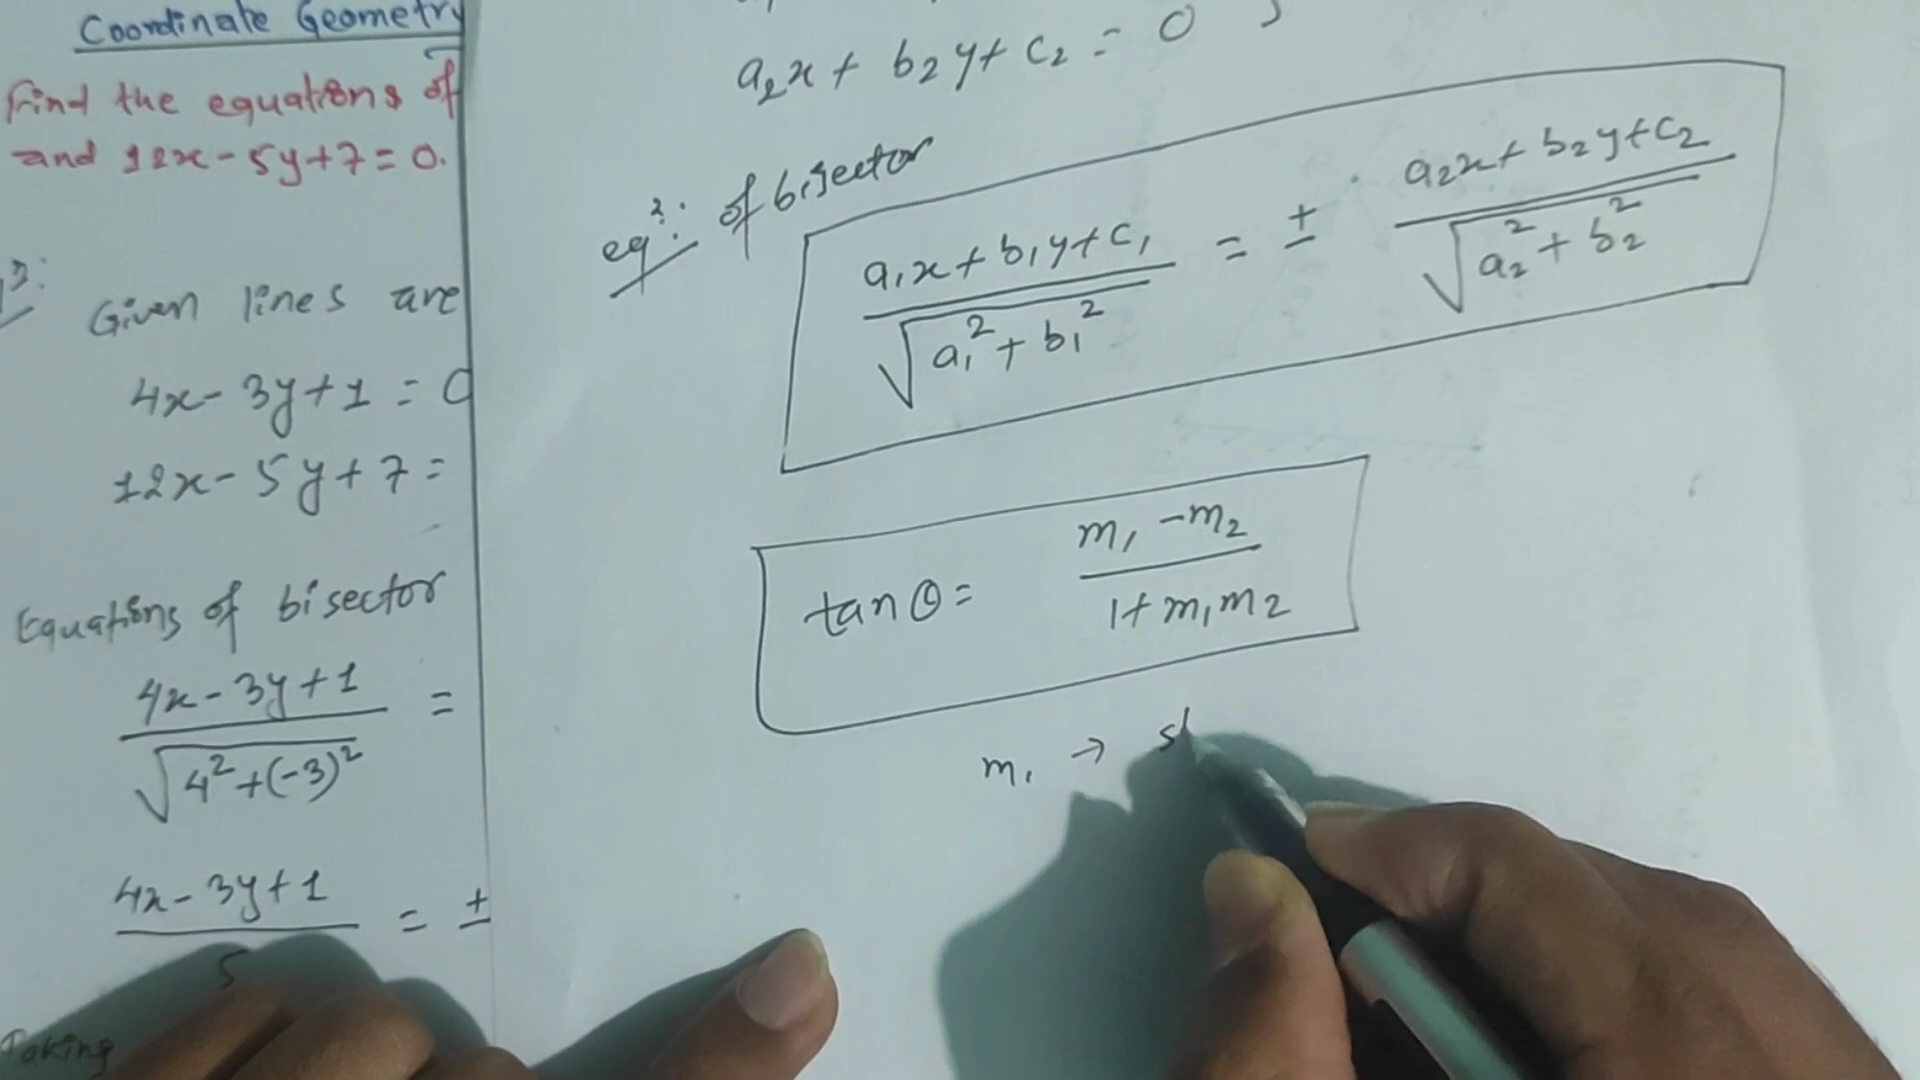 Coordinate Geometry
Find the equations of
and 12x - 5y + 7 = 0.
Given lines are
4x - 3y + 1 = 0
12x - 5y + 7 =
Equations of bisector
4x - 3y + 1 =
√4² + (-3)²
4x - 3y + 1 = ±
5
Taking
a₂x + b₂y + c₂ = 0
eqⁿ: of bisector
a₁x + b₁y + c₁ = ± a₂x + b₂y + c₂
√a₁² + b₁² √a₂² + b₂²
tan θ = m₁ - m₂
1 + m₁m₂
m₁ → sl